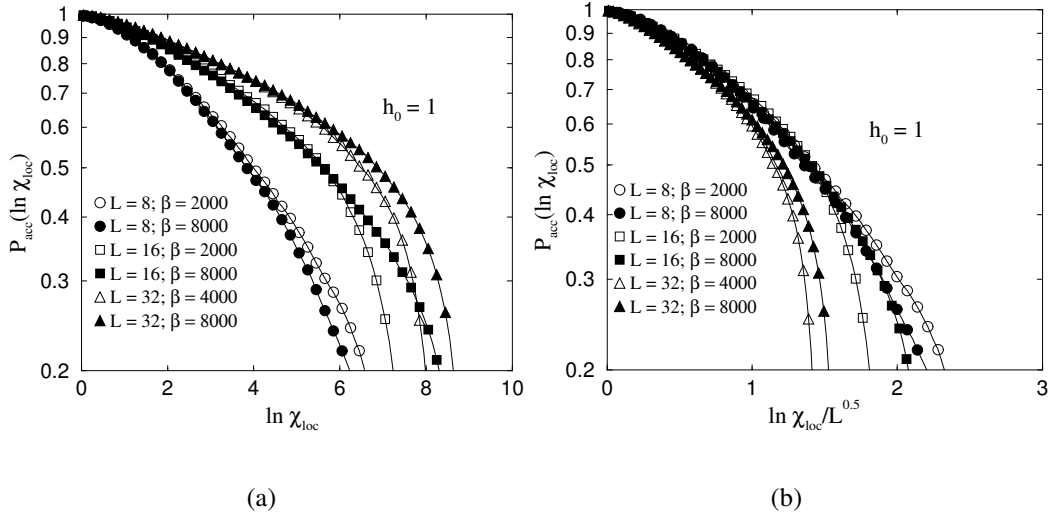 1
0.9
0.8
0.7
0.6
0.5
0.4
0.3
0.2
P_acc(ln χ_loc)
h_0 = 1
L = 8; β = 2000
L = 8; β = 8000
L = 16; β = 2000
L = 16; β = 8000
L = 32; β = 4000
L = 32; β = 8000
0 2 4 6 8 10
ln χ_loc
(a)
1
0.9
0.8
0.7
0.6
0.5
0.4
0.3
0.2
P_acc(ln χ_loc)
h_0 = 1
L = 8; β = 2000
L = 8; β = 8000
L = 16; β = 2000
L = 16; β = 8000
L = 32; β = 4000
L = 32; β = 8000
0 1 2 3
ln χ_loc/L^0.5
(b)